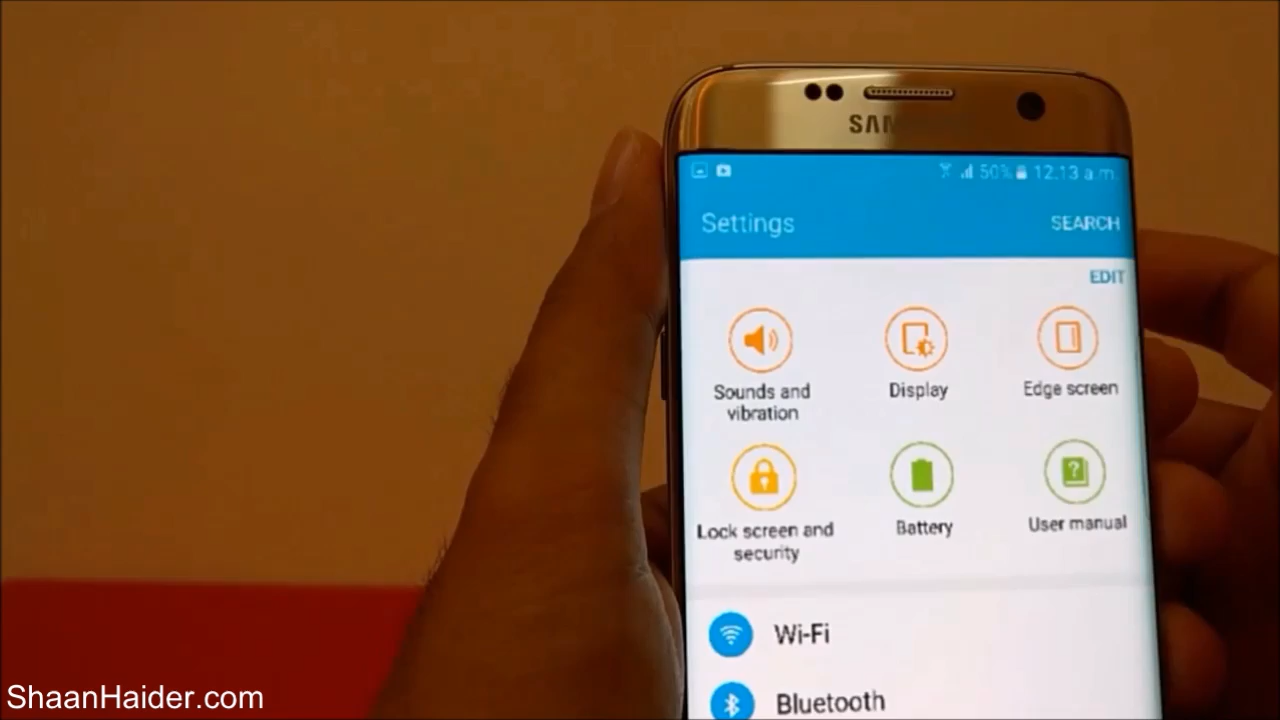 SAM
50% 12.13 a.m.
Settings
SEARCH
EDIT
Sounds and
vibration
Display
Edge screen
Lock screen and
security
Battery
User manual
Wi-Fi
Bluetooth
ShaanHaider.com